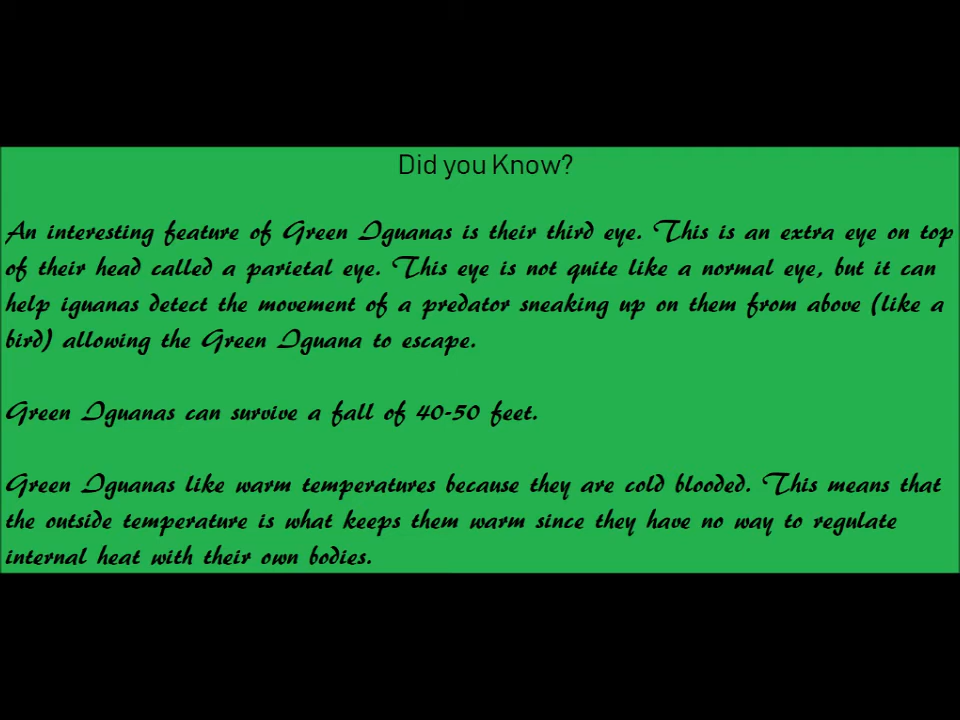 Did you Know?
An interesting feature of Green Iguanas is their third eye. This is an extra eye on top
of their head called a parietal eye. This eye is not quite like a normal eye, but it can
help iguanas detect the movement of a predator sneaking up on them from above (like a
bird) allowing the Green Iguana to escape.
Green Iguanas can survive a fall of 40-50 feet.
Green Iguanas like warm temperatures because they are cold blooded. This means that
the outside temperature is what keeps them warm since they have no way to regulate
internal heat with their own bodies.